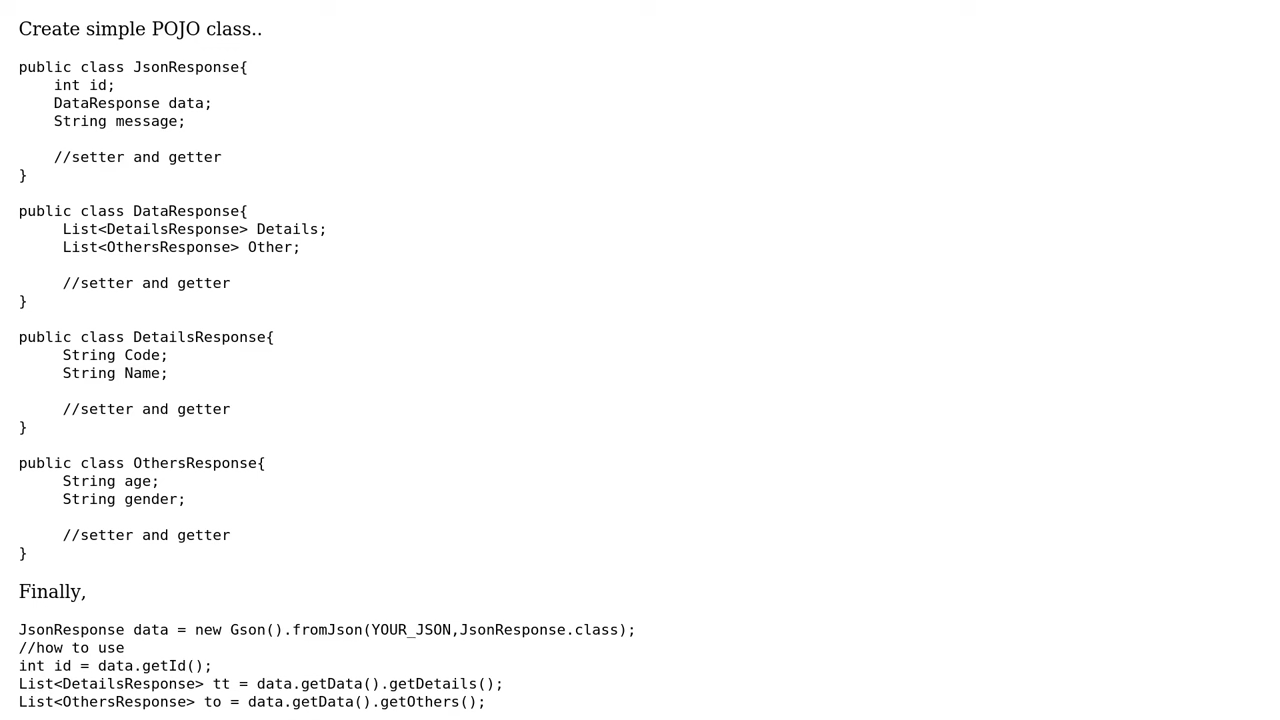 Create simple POJO class..
public class JsonResponse{
    int id;
    DataResponse data;
    String message;
    //setter and getter
}
public class DataResponse{
     List<DetailsResponse> Details;
     List<OthersResponse> Other;
     //setter and getter
}
public class DetailsResponse{
     String Code;
     String Name;
     //setter and getter
}
public class OthersResponse{
     String age;
     String gender;
     //setter and getter
}
Finally,
JsonResponse data = new Gson().fromJson(YOUR_JSON,JsonResponse.class);
//how to use
int id = data.getId();
List<DetailsResponse> tt = data.getData().getDetails();
List<OthersResponse> to = data.getData().getOthers();